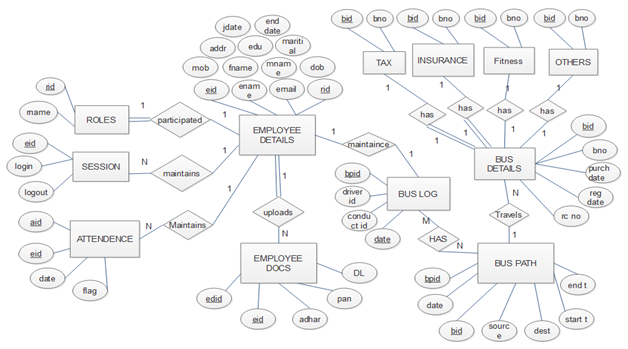 jdate
end
date
bid
bno
bid
bno
bid
bno
bid
bno
addr
edu
mariti
al
mob
fname
mnam
e
dob
TAX
INSURANCE
Fitness
OTHERS
rid
eid
ename
e
email
rid
1
1
1
1
rname
ROLES
1
participated
1
EMPLOYEE
DETAILS
has
has
has
has
bid
eid
1
maintaince
1
1
1
1
1
bno
login
SESSION
N
maintains
1
bpid
BUS
DETAILS
purch
date
logout
1
1
driver
id
BUS LOG
reg
date
aid
N
Maintains
uploads
condu
ct id
M
N
Travels
rc no
eid
ATTENDENCE
N
date
HAS
N
1
date
EMPLOYEE
DOCS
DL
BUS PATH
flag
bpid
end t
edid
pan
date
start t
eid
adhar
bid
sourc
e
dest